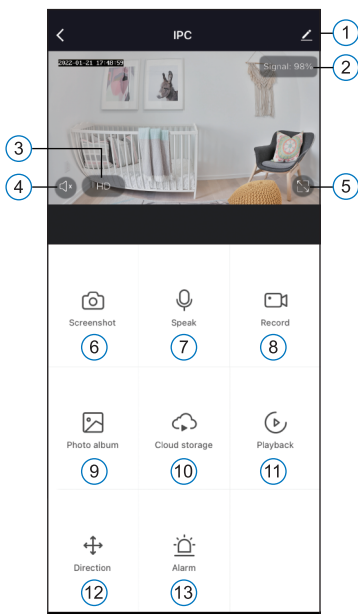 IPC
1
2022-01-21 17:48:59
Signal: 98%
2
3
4
HD
5
Screenshot
Speak
Record
6
7
8
Photo album
Cloud storage
Playback
9
10
11
Direction
Alarm
12
13